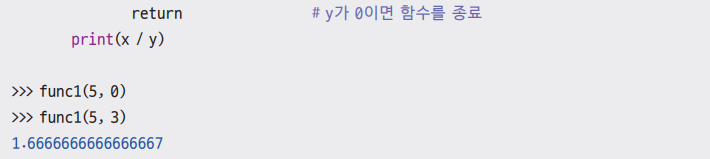 return # y가 0이면 함수를 종료
print(x / y)
>>> func1(5, 0)
>>> func1(5, 3)
1.6666666666666667